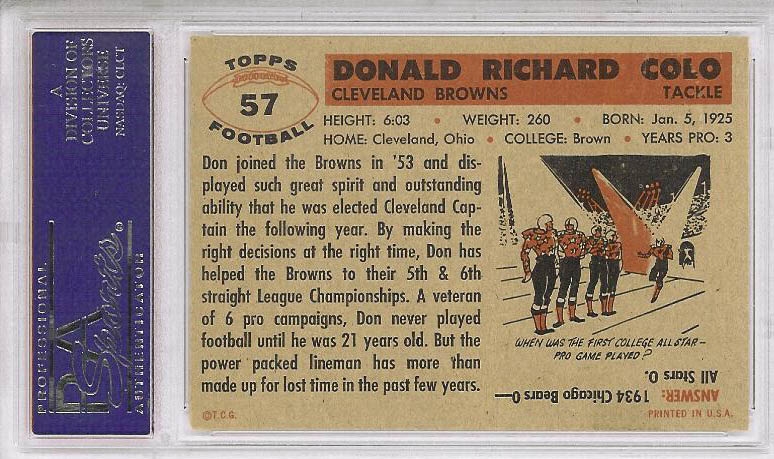 A
DIVISION OF
COLLECTORS
UNIVERSE
NASDAQ: CLCT
PSA
Sports
®
PROFESSIONAL
AUTHENTICATOR
TOPPS
57
FOOTBALL
DONALD RICHARD COLO
CLEVELAND BROWNS TACKLE
HEIGHT: 6:03 • WEIGHT: 260 • BORN: Jan. 5, 1925
HOME: Cleveland, Ohio • COLLEGE: Brown • YEARS PRO: 3
Don joined the Browns in '53 and dis-
played such great spirit and outstanding
ability that he was elected Cleveland Cap-
tain the following year. By making the
right decisions at the right time, Don has
helped the Browns to their 5th & 6th
straight League Championships. A veteran
of 6 pro campaigns, Don never played
football until he was 21 years old. But the
power packed lineman has more than
made up for lost time in the past few years.
©T.C.G.
WHEN WAS THE FIRST COLLEGE ALL STAR-
PRO GAME PLAYED?
ANSWER: 1934 Chicago Bears 0—
All Stars 0.
PRINTED IN U.S.A.